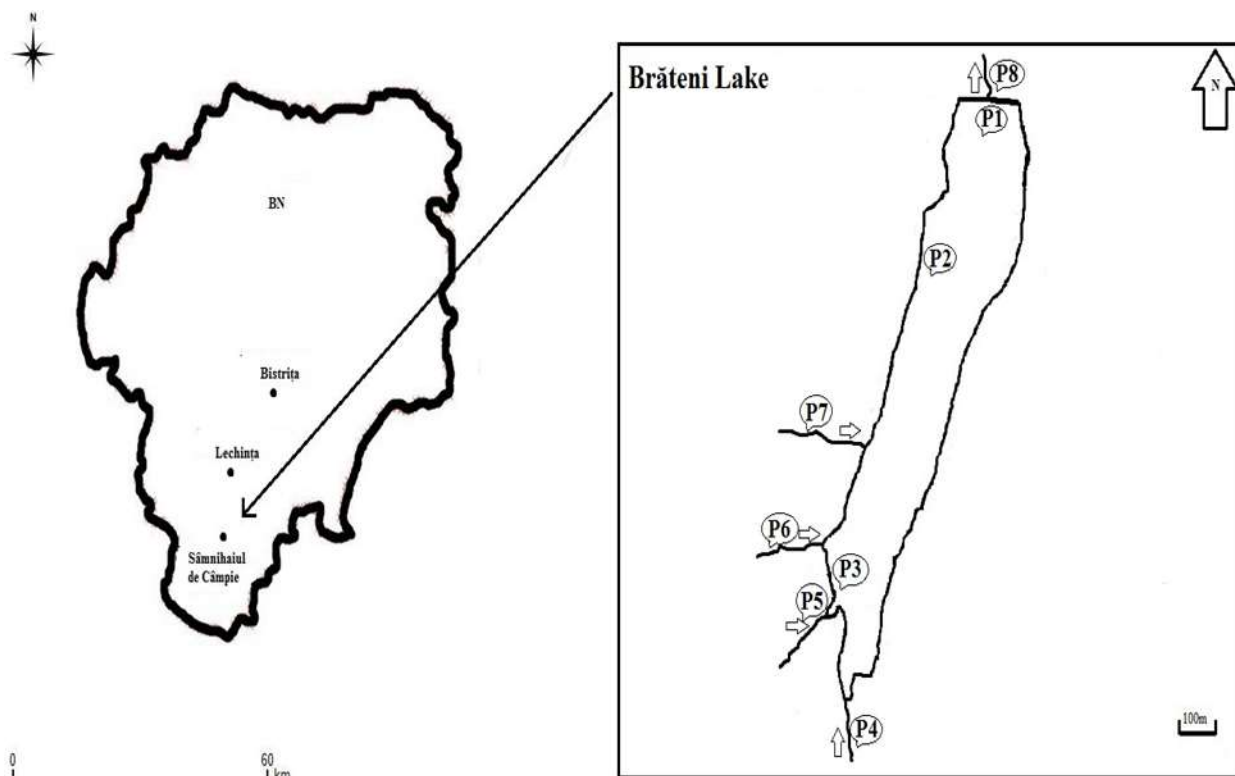 N
BN
Bistrița
Lechința
Sâmnihaiul
de Câmpie
0
60
km
Brăteni Lake
N
P8
P1
P2
P7
P6
P3
P5
P4
100m